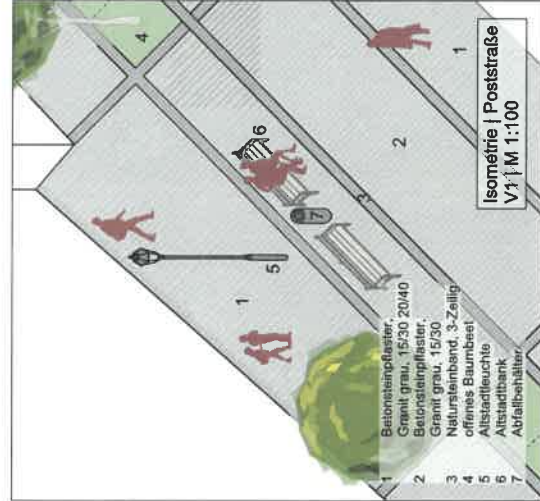 4
1
2
6
3
7
5
1
Isometrie | Poststraße
V1 | M 1:100
1 Betonsteinpflaster,
Granit grau, 15/30 20/40
2 Betonsteinpflaster,
Granit grau, 15/30
3 Natursteinband, 3-Zeilig
4 offenes Baumbeet
5 Altstadtleuchte
6 Altstadtbank
7 Abfallbehälter